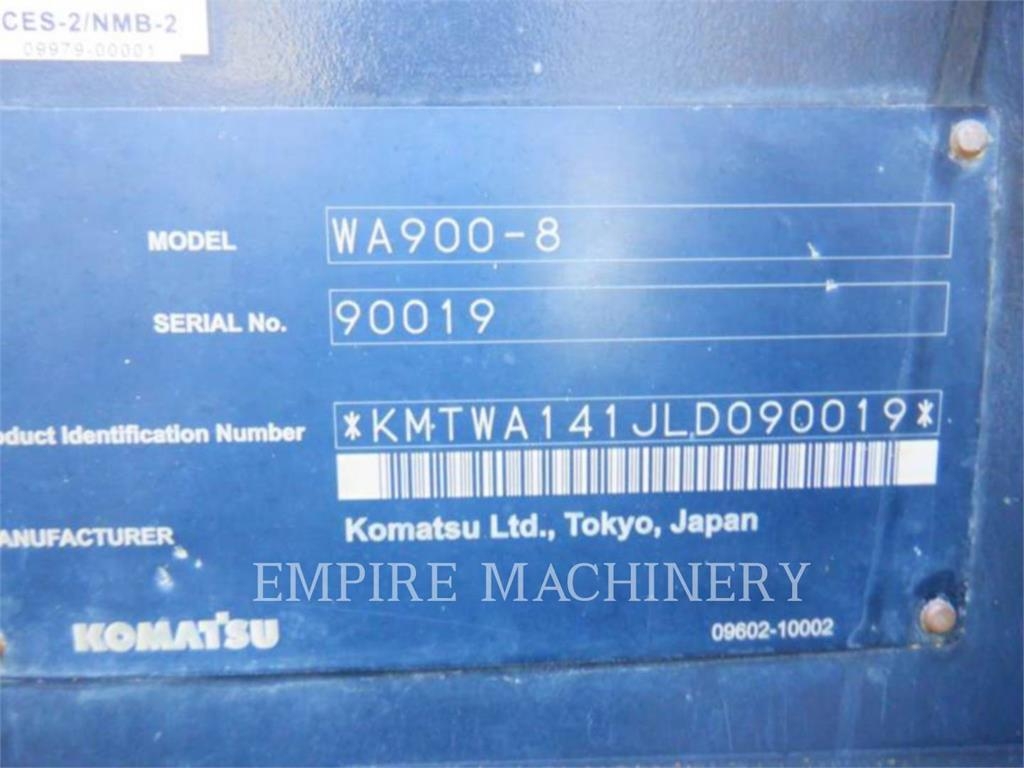 CES-2/NMB-2
09979-00001
MODEL WA900-8
SERIAL No. 90019
oduct Identification Number *KMTWA141JLD090019*
ANUFACTURER Komatsu Ltd., Tokyo, Japan
EMPIRE MACHINERY
KOMATSU 09602-10002